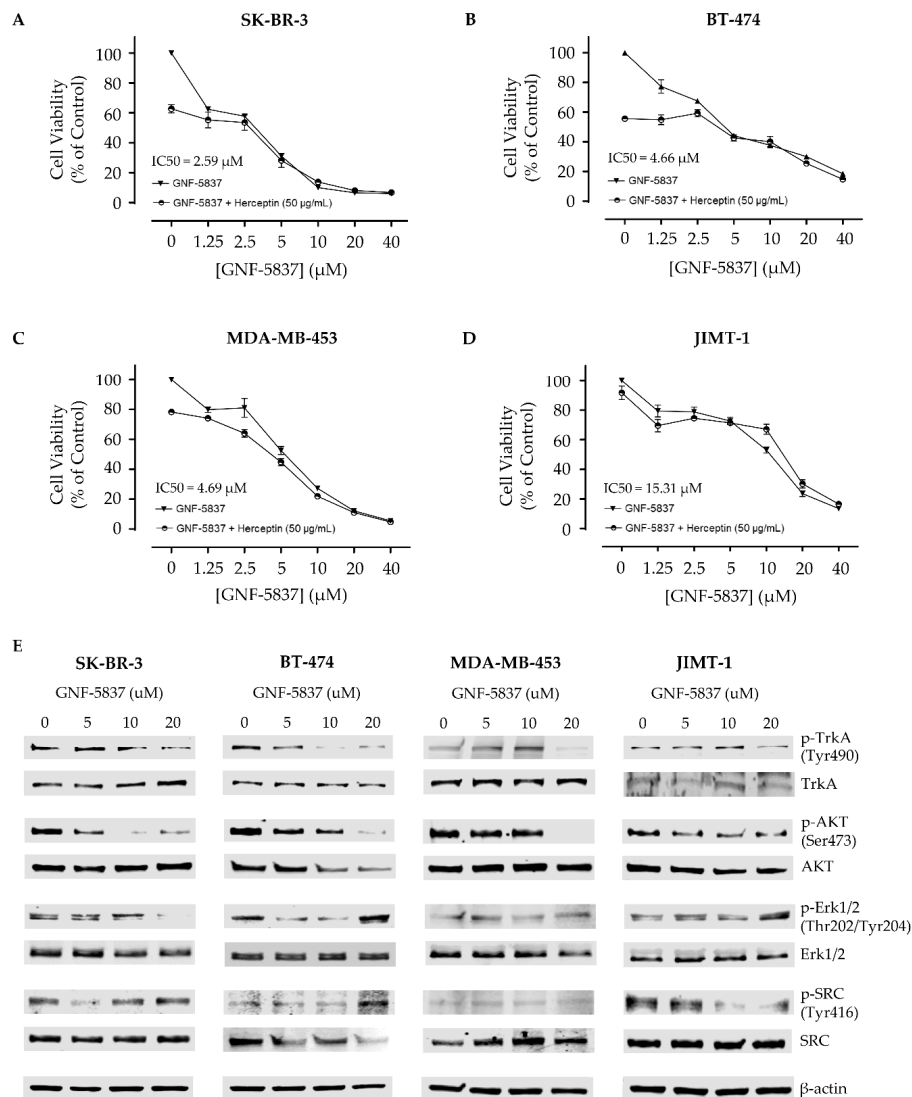 A
SK-BR-3
Cell Viability
(% of Control)
100
80
60
40
20
0
IC50 = 2.59 µM
GNF-5837
GNF-5837 + Herceptin (50 µg/mL)
0 1.25 2.5 5 10 20 40
[GNF-5837] (µM)
B
BT-474
Cell Viability
(% of Control)
100
80
60
40
20
0
IC50 = 4.66 µM
GNF-5837
GNF-5837 + Herceptin (50 µg/mL)
0 1.25 2.5 5 10 20 40
[GNF-5837] (µM)
C
MDA-MB-453
Cell Viability
(% of Control)
100
80
60
40
20
0
IC50 = 4.69 µM
GNF-5837
GNF-5837 + Herceptin (50 µg/mL)
0 1.25 2.5 5 10 20 40
[GNF-5837] (µM)
D
JIMT-1
Cell Viability
(% of Control)
100
80
60
40
20
0
IC50 = 15.31 µM
GNF-5837
GNF-5837 + Herceptin (50 µg/mL)
0 1.25 2.5 5 10 20 40
[GNF-5837] (µM)
E
SK-BR-3 BT-474 MDA-MB-453 JIMT-1
GNF-5837 (uM) GNF-5837 (uM) GNF-5837 (uM) GNF-5837 (uM)
0 5 10 20 0 5 10 20 0 5 10 20 0 5 10 20
p-TrkA
(Tyr490)
TrkA
p-AKT
(Ser473)
AKT
p-Erk1/2
(Thr202/Tyr204)
Erk1/2
p-SRC
(Tyr416)
SRC
β-actin